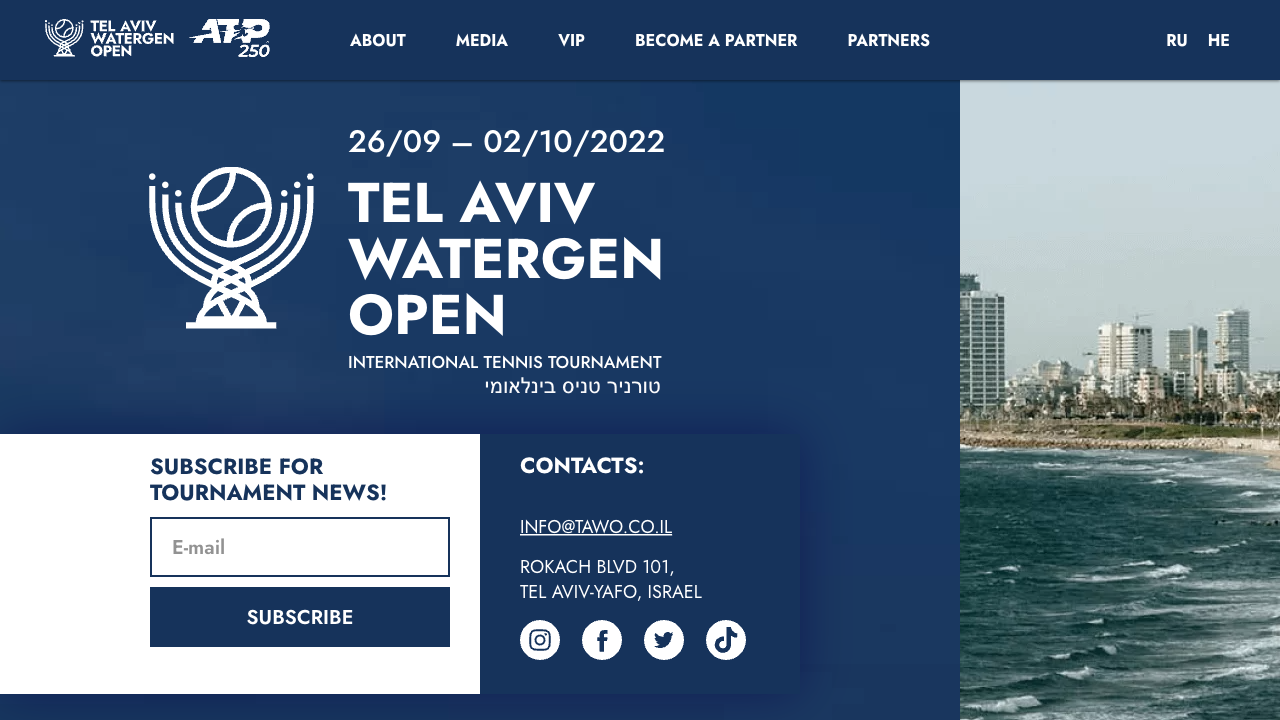 TEL AVIV
WATERGEN
OPEN
ATP
250
ABOUT
MEDIA
VIP
BECOME A PARTNER
PARTNERS
RU
HE
26/09 – 02/10/2022
TEL AVIV
WATERGEN
OPEN
INTERNATIONAL TENNIS TOURNAMENT
טורניר טניס בינלאומי
SUBSCRIBE FOR
TOURNAMENT NEWS!
E-mail
SUBSCRIBE
CONTACTS:
INFO@TAWO.CO.IL
ROKACH BLVD 101,
TEL AVIV-YAFO, ISRAEL